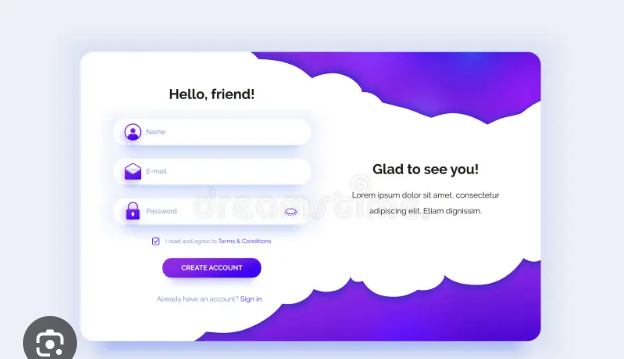 Hello, friend!
Name
E-mail
Password
I read and agree to Terms & Conditions
CREATE ACCOUNT
Already have an account? Sign in
Glad to see you!
Lorem ipsum dolor sit amet, consectetur
adipiscing elit. Etiam dignissim.